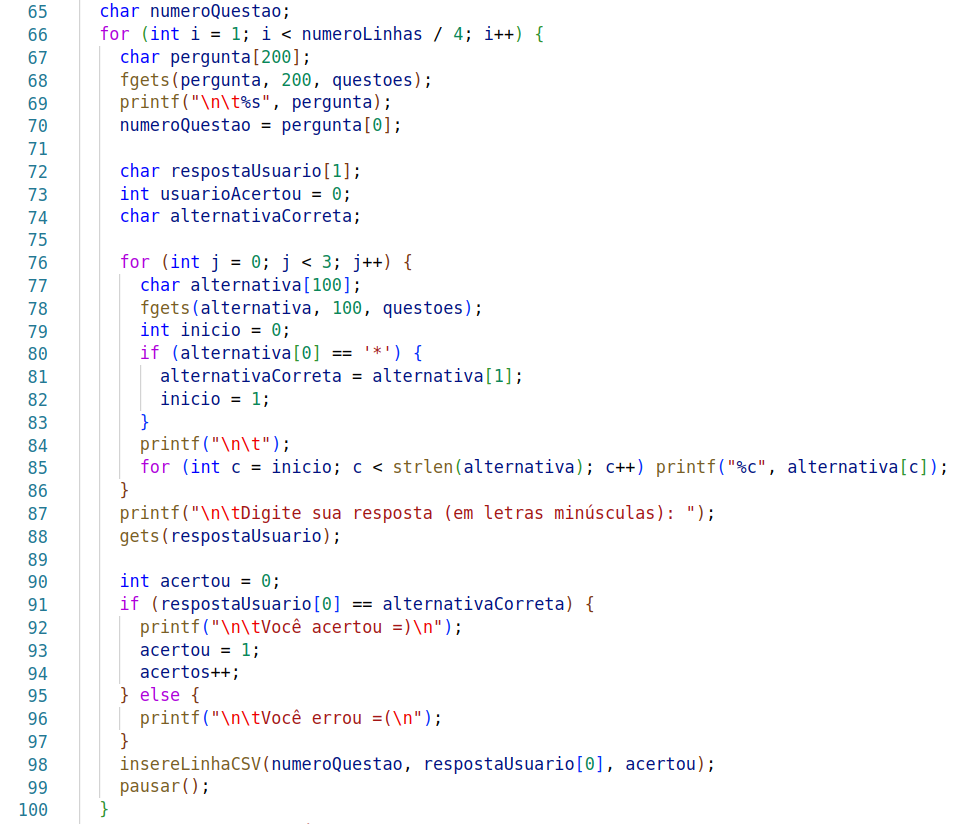 65 char numeroQuestao;
66 for (int i = 1; i < numeroLinhas / 4; i++) {
67 char pergunta[200];
68 fgets(pergunta, 200, questoes);
69 printf("\n\t%s", pergunta);
70 numeroQuestao = pergunta[0];
71
72 char respostaUsuario[1];
73 int usuarioAcertou = 0;
74 char alternativaCorreta;
75
76 for (int j = 0; j < 3; j++) {
77 char alternativa[100];
78 fgets(alternativa, 100, questoes);
79 int inicio = 0;
80 if (alternativa[0] == '*') {
81 alternativaCorreta = alternativa[1];
82 inicio = 1;
83 }
84 printf("\n\t");
85 for (int c = inicio; c < strlen(alternativa); c++) printf("%c", alternativa[c]);
86 }
87 printf("\n\tDigite sua resposta (em letras minúsculas): ");
88 gets(respostaUsuario);
89
90 int acertou = 0;
91 if (respostaUsuario[0] == alternativaCorreta) {
92 printf("\n\tVocê acertou =)\n");
93 acertou = 1;
94 acertos++;
95 } else {
96 printf("\n\tVocê errou =(\n");
97 }
98 insereLinhaCSV(numeroQuestao, respostaUsuario[0], acertou);
99 pausar();
100 }